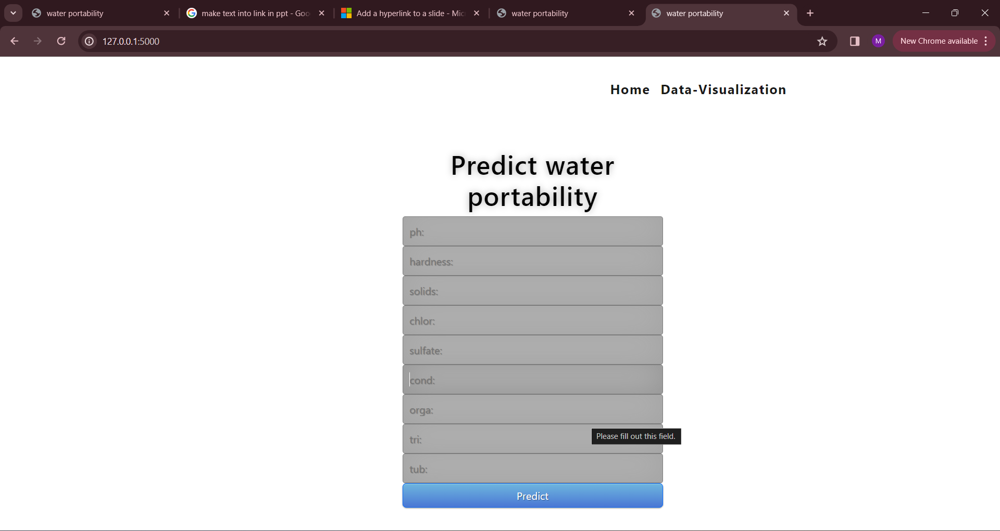 water portability
make text into link in ppt - Goo
Add a hyperlink to a slide - Mic
water portability
water portability
127.0.0.1:5000
M
New Chrome available
Home Data-Visualization
Predict water
portability
ph:
hardness:
solids:
chlor:
sulfate:
cond:
orga:
tri:
Please fill out this field.
tub:
Predict